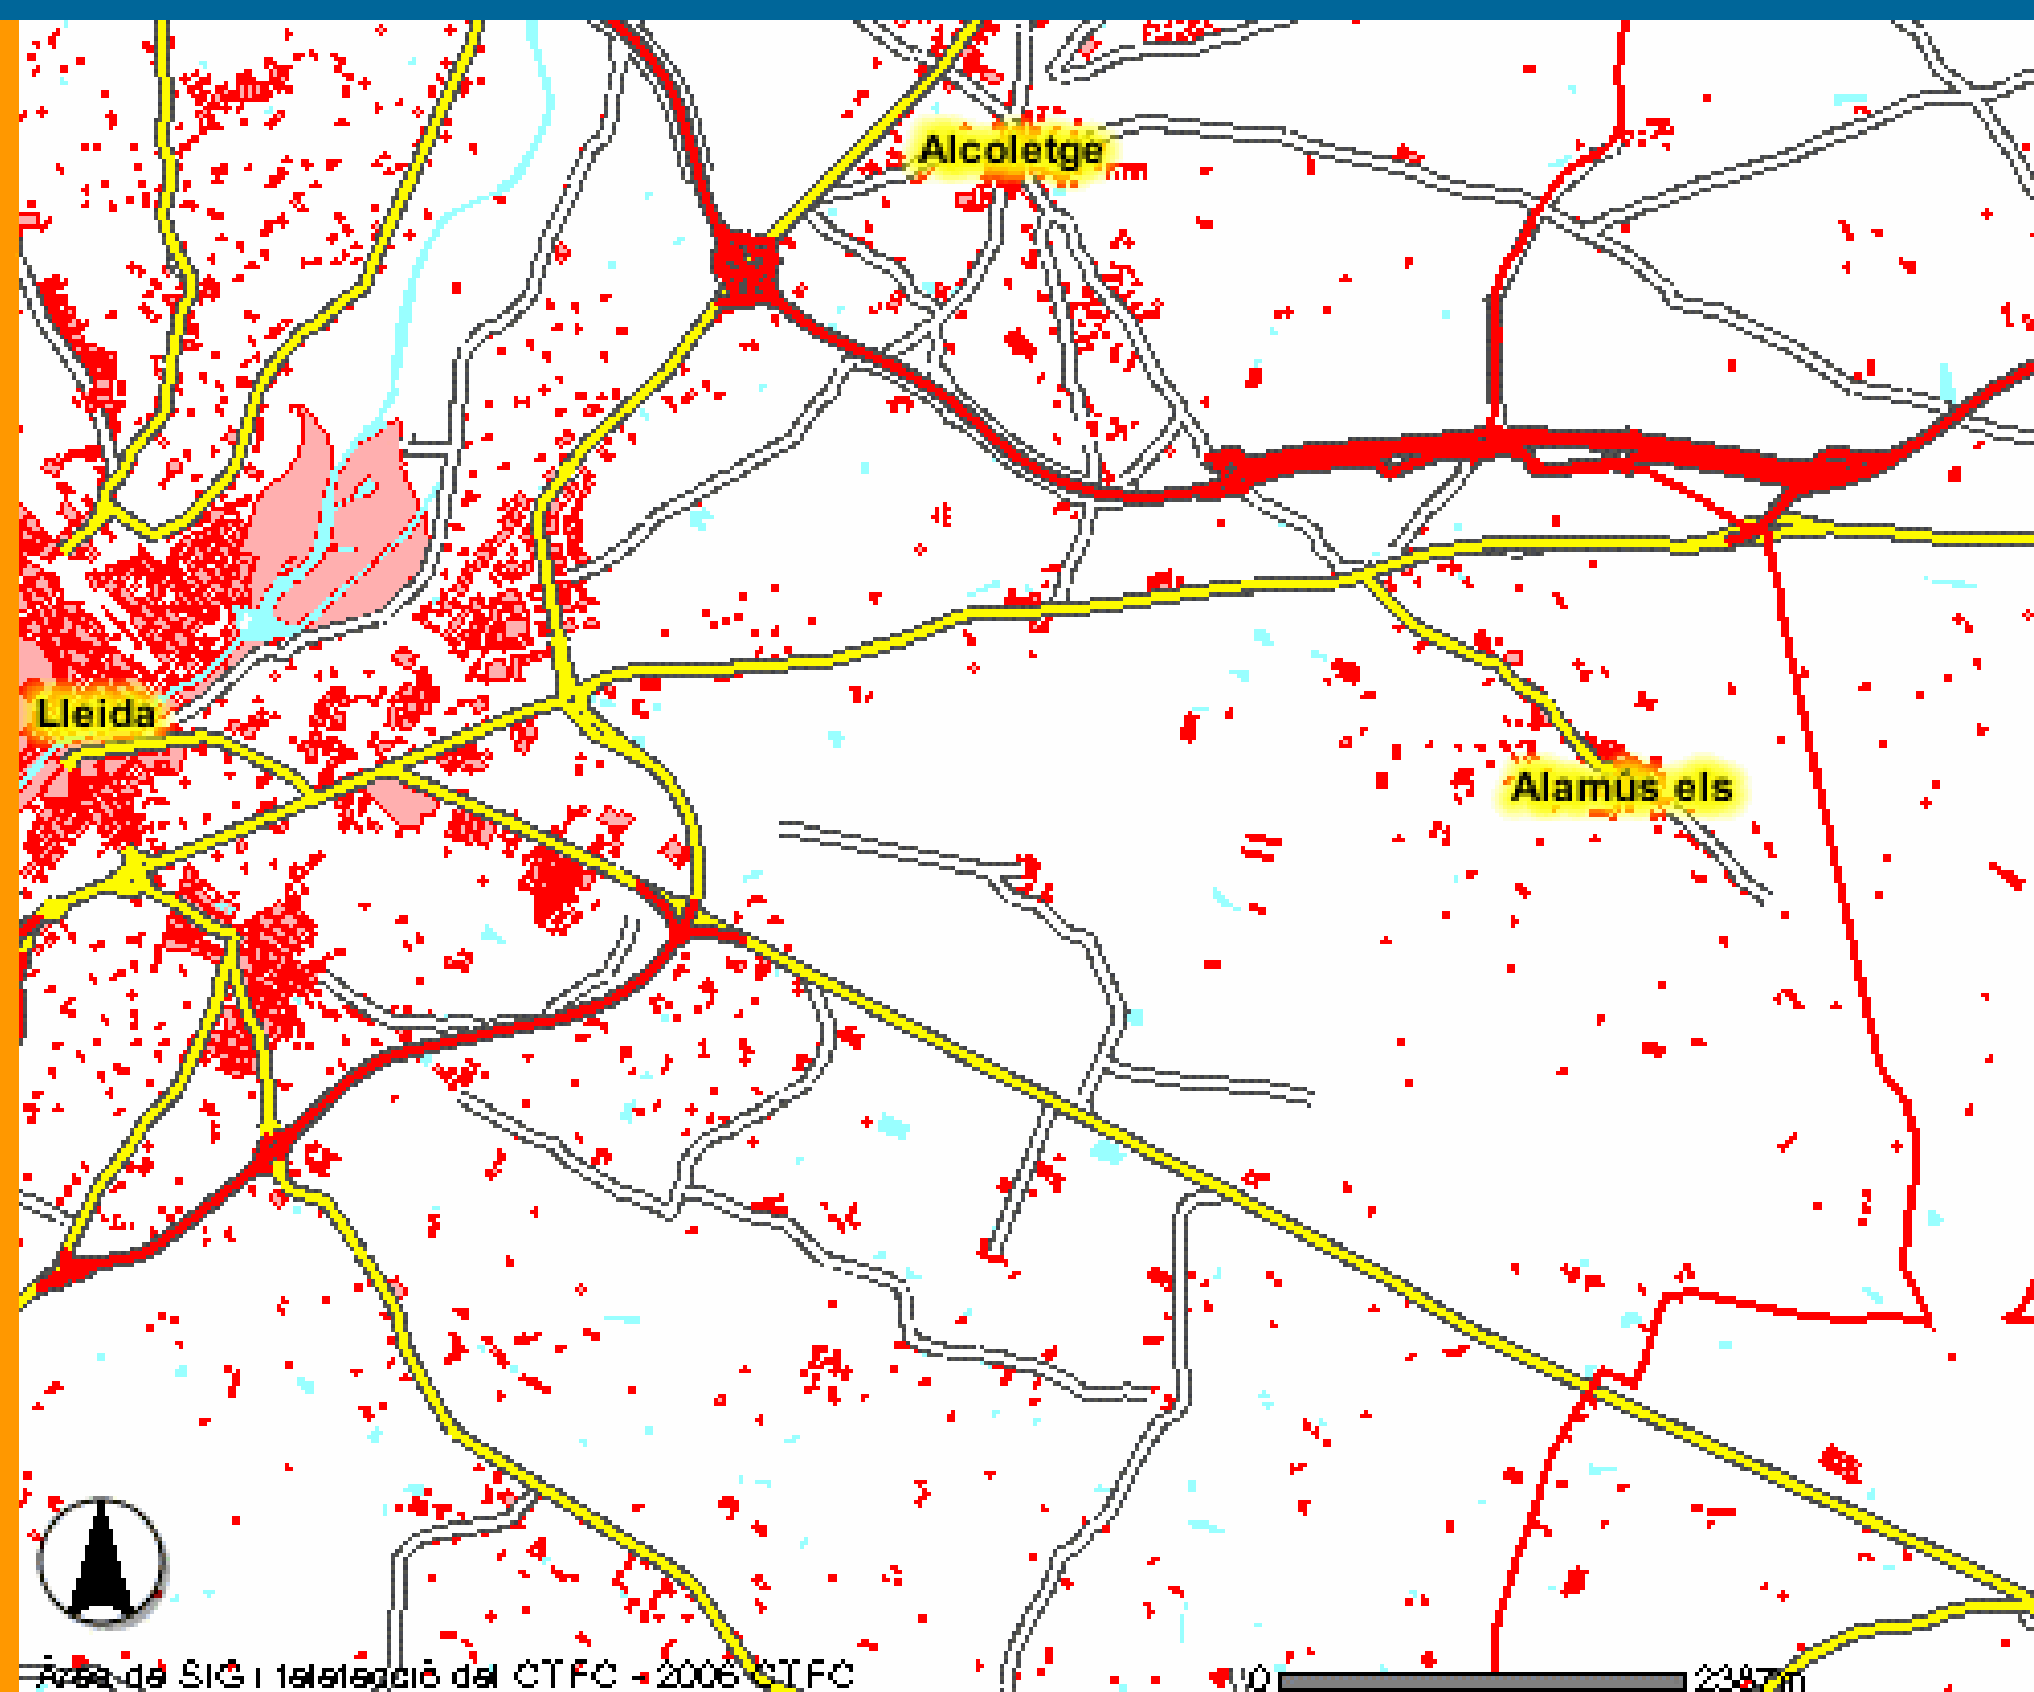 Alcoletge
Lleida
Alamús els
Àrea de SIG i teledetecció del CTFC - 2006 CTFC
0 2387m